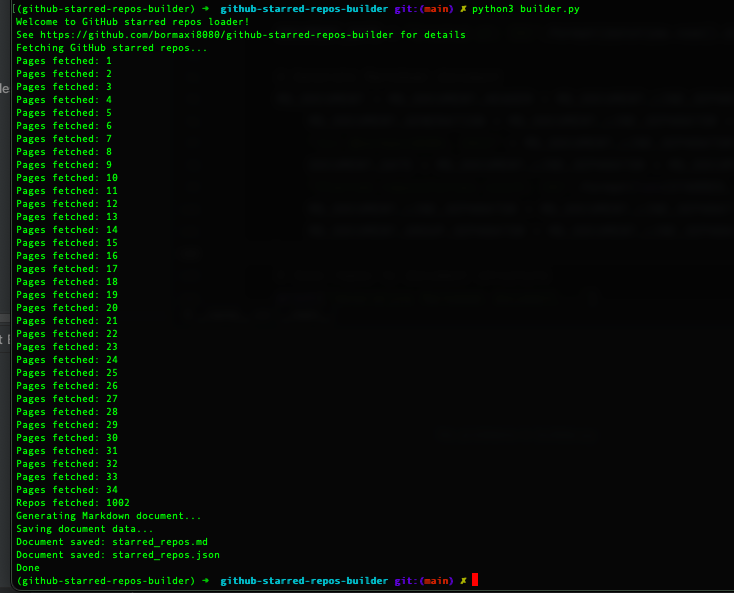 [(github-starred-repos-builder) → github-starred-repos-builder git:(main) ✗ python3 builder.py
Welcome to GitHub starred repos loader!
See https://github.com/bormaxi8080/github-starred-repos-builder for details
Fetching GitHub starred repos...
Pages fetched: 1
Pages fetched: 2
Pages fetched: 3
Pages fetched: 4
Pages fetched: 5
Pages fetched: 6
Pages fetched: 7
Pages fetched: 8
Pages fetched: 9
Pages fetched: 10
Pages fetched: 11
Pages fetched: 12
Pages fetched: 13
Pages fetched: 14
Pages fetched: 15
Pages fetched: 16
Pages fetched: 17
Pages fetched: 18
Pages fetched: 19
Pages fetched: 20
Pages fetched: 21
Pages fetched: 22
Pages fetched: 23
Pages fetched: 24
Pages fetched: 25
Pages fetched: 26
Pages fetched: 27
Pages fetched: 28
Pages fetched: 29
Pages fetched: 30
Pages fetched: 31
Pages fetched: 32
Pages fetched: 33
Pages fetched: 34
Repos fetched: 1002
Generating Markdown document...
Saving document data...
Document saved: starred_repos.md
Document saved: starred_repos.json
Done
(github-starred-repos-builder) → github-starred-repos-builder git:(main) ✗